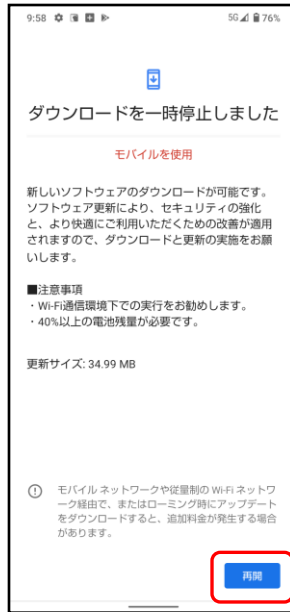 9:58 5G 76%
ダウンロードを一時停止しました
モバイルを使用
新しいソフトウェアのダウンロードが可能です。
ソフトウェア更新により、セキュリティの強化
と、より快適にご利用いただくための改善が適用
されますので、ダウンロードと更新の実施をお願
いします。
■注意事項
・Wi-Fi通信環境下での実行をお勧めします。
・40%以上の電池残量が必要です。
更新サイズ: 34.99 MB
モバイル ネットワークや従量制の Wi-Fi ネットワ
ーク経由で、またはローミング時にアップデート
をダウンロードすると、追加料金が発生する場合
があります。
再開